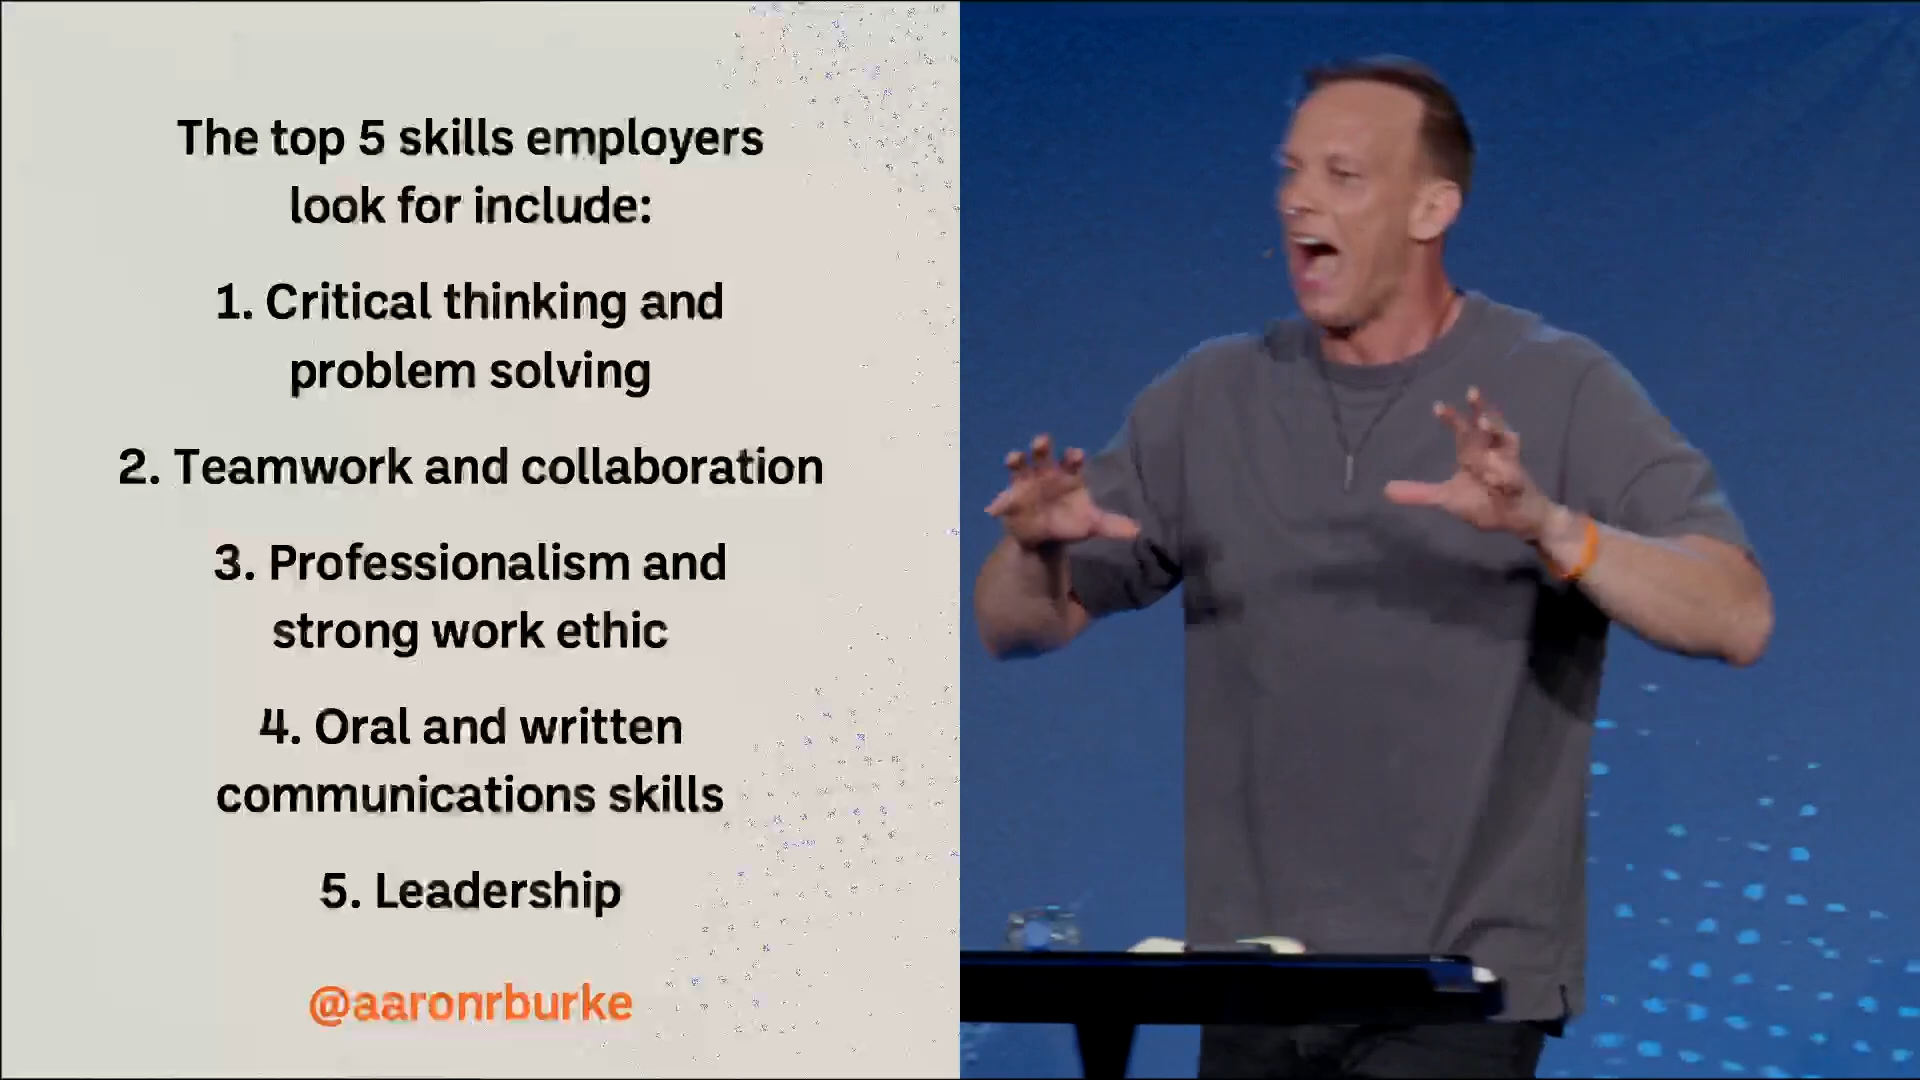 The top 5 skills employers
look for include:
1. Critical thinking and
problem solving
2. Teamwork and collaboration
3. Professionalism and
strong work ethic
4. Oral and written
communications skills
5. Leadership
@aaronrburke